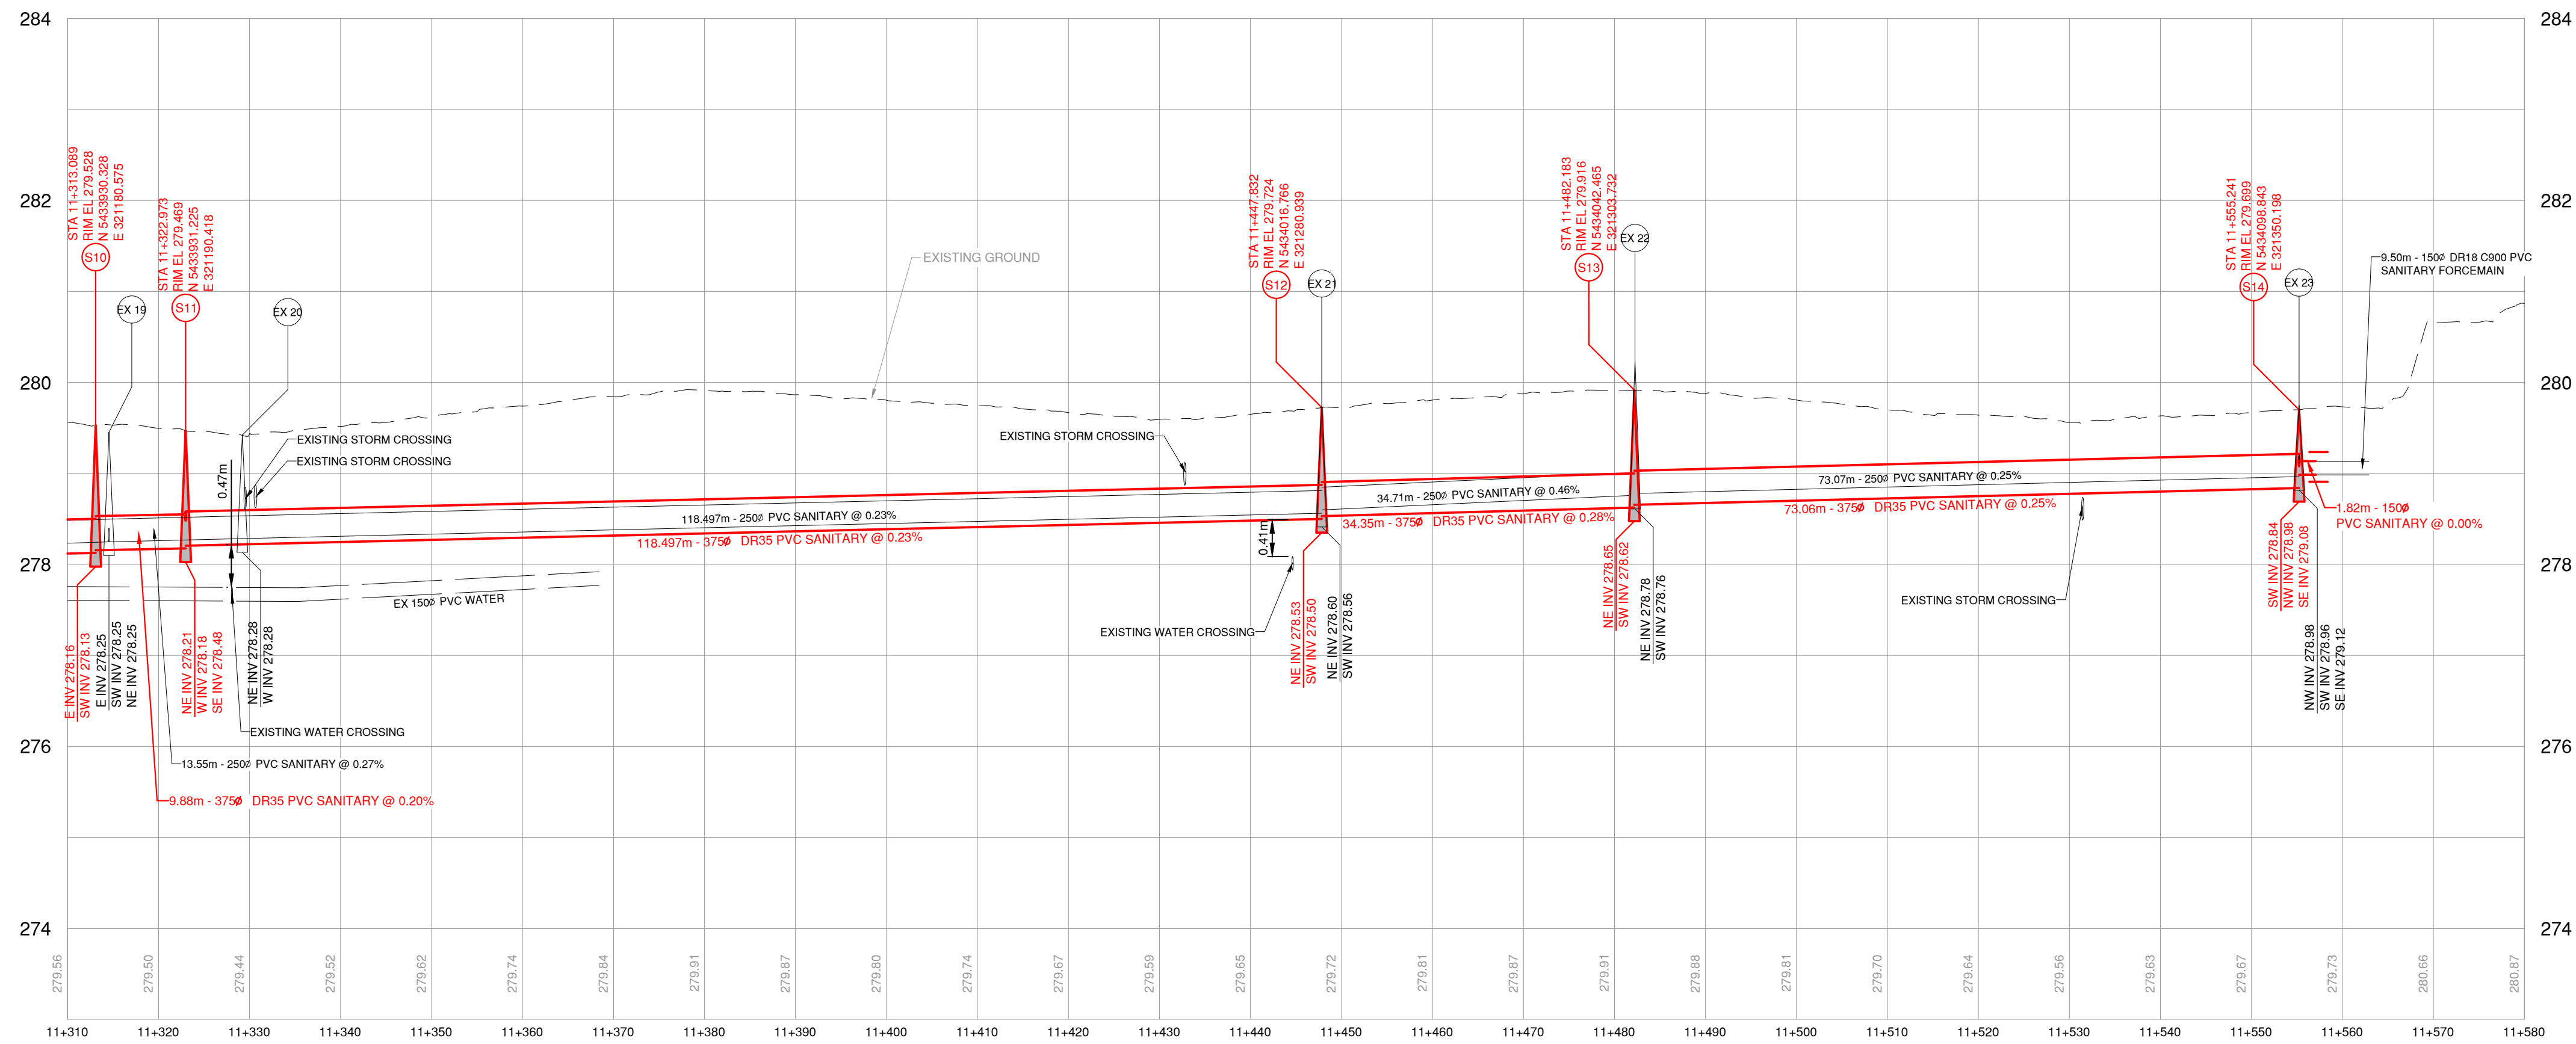 284
284
282
282
280
280
278
278
276
276
274
274
STA 11+313.089
RIM EL 279.528
N 5433930.328
E 321180.575
S10
EX 19
STA 11+322.973
RIM EL 279.469
N 5433931.225
E 321190.418
S11
EX 20
EXISTING GROUND
STA 11+447.832
RIM EL 279.724
N 5434016.766
E 321280.939
S12
EX 21
STA 11+482.183
RIM EL 279.916
N 5434042.465
E 321303.732
S13
EX 22
STA 11+555.241
RIM EL 279.699
N 5434098.843
E 321350.198
S14
EX 23
9.50m - 150Ø DR18 C900 PVC
SANITARY FORCEMAIN
EXISTING STORM CROSSING
EXISTING STORM CROSSING
EXISTING STORM CROSSING
0.47m
118.497m - 250Ø PVC SANITARY @ 0.23%
118.497m - 375Ø DR35 PVC SANITARY @ 0.23%
34.71m - 250Ø PVC SANITARY @ 0.46%
34.35m - 375Ø DR35 PVC SANITARY @ 0.28%
73.07m - 250Ø PVC SANITARY @ 0.25%
73.06m - 375Ø DR35 PVC SANITARY @ 0.25%
1.82m - 150Ø
PVC SANITARY @ 0.00%
0.41m
EX 150Ø PVC WATER
EXISTING WATER CROSSING
EXISTING STORM CROSSING
E INV 278.16
SW INV 278.13
E INV 278.25
SW INV 278.25
NE INV 278.25
NE INV 278.21
W INV 278.18
SE INV 278.48
NE INV 278.28
W INV 278.28
NE INV 278.53
SW INV 278.50
NE INV 278.60
SW INV 278.56
NE INV 278.65
SW INV 278.62
NE INV 278.78
SW INV 278.76
SW INV 278.84
NW INV 278.98
SE INV 279.08
NW INV 278.98
SW INV 278.96
SE INV 279.12
EXISTING WATER CROSSING
13.55m - 250Ø PVC SANITARY @ 0.27%
9.88m - 375Ø DR35 PVC SANITARY @ 0.20%
279.56
279.50
279.44
279.52
279.62
279.74
279.84
279.91
279.87
279.80
279.74
279.67
279.59
279.65
279.72
279.81
279.87
279.91
279.88
279.81
279.70
279.64
279.56
279.63
279.67
279.73
280.66
280.87
11+310
11+320
11+330
11+340
11+350
11+360
11+370
11+380
11+390
11+400
11+410
11+420
11+430
11+440
11+450
11+460
11+470
11+480
11+490
11+500
11+510
11+520
11+530
11+540
11+550
11+560
11+570
11+580